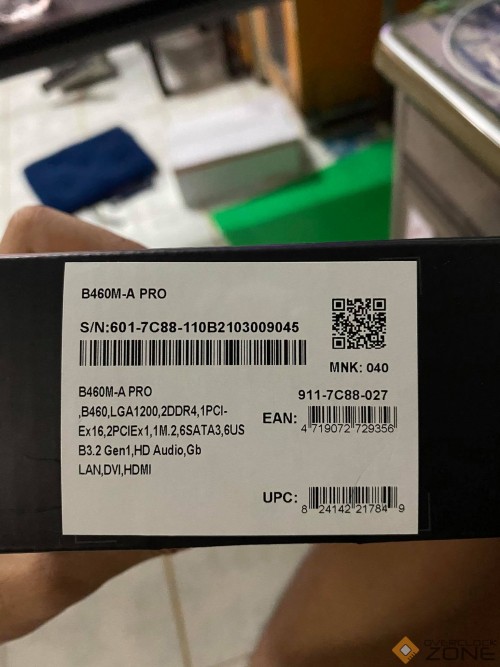 B460M-A PRO
S/N:601-7C88-110B2103009045
MNK: 040
B460M-A PRO
,B460,LGA1200,2DDR4,1PCI-
Ex16,2PCIEx1,1M.2,6SATA3,6US
B3.2 Gen1,HD Audio,Gb
LAN,DVI,HDMI
911-7C88-027
EAN:
4 719072 729356
UPC:
8 24142 21784 9
OVERCLOCK
ZONE